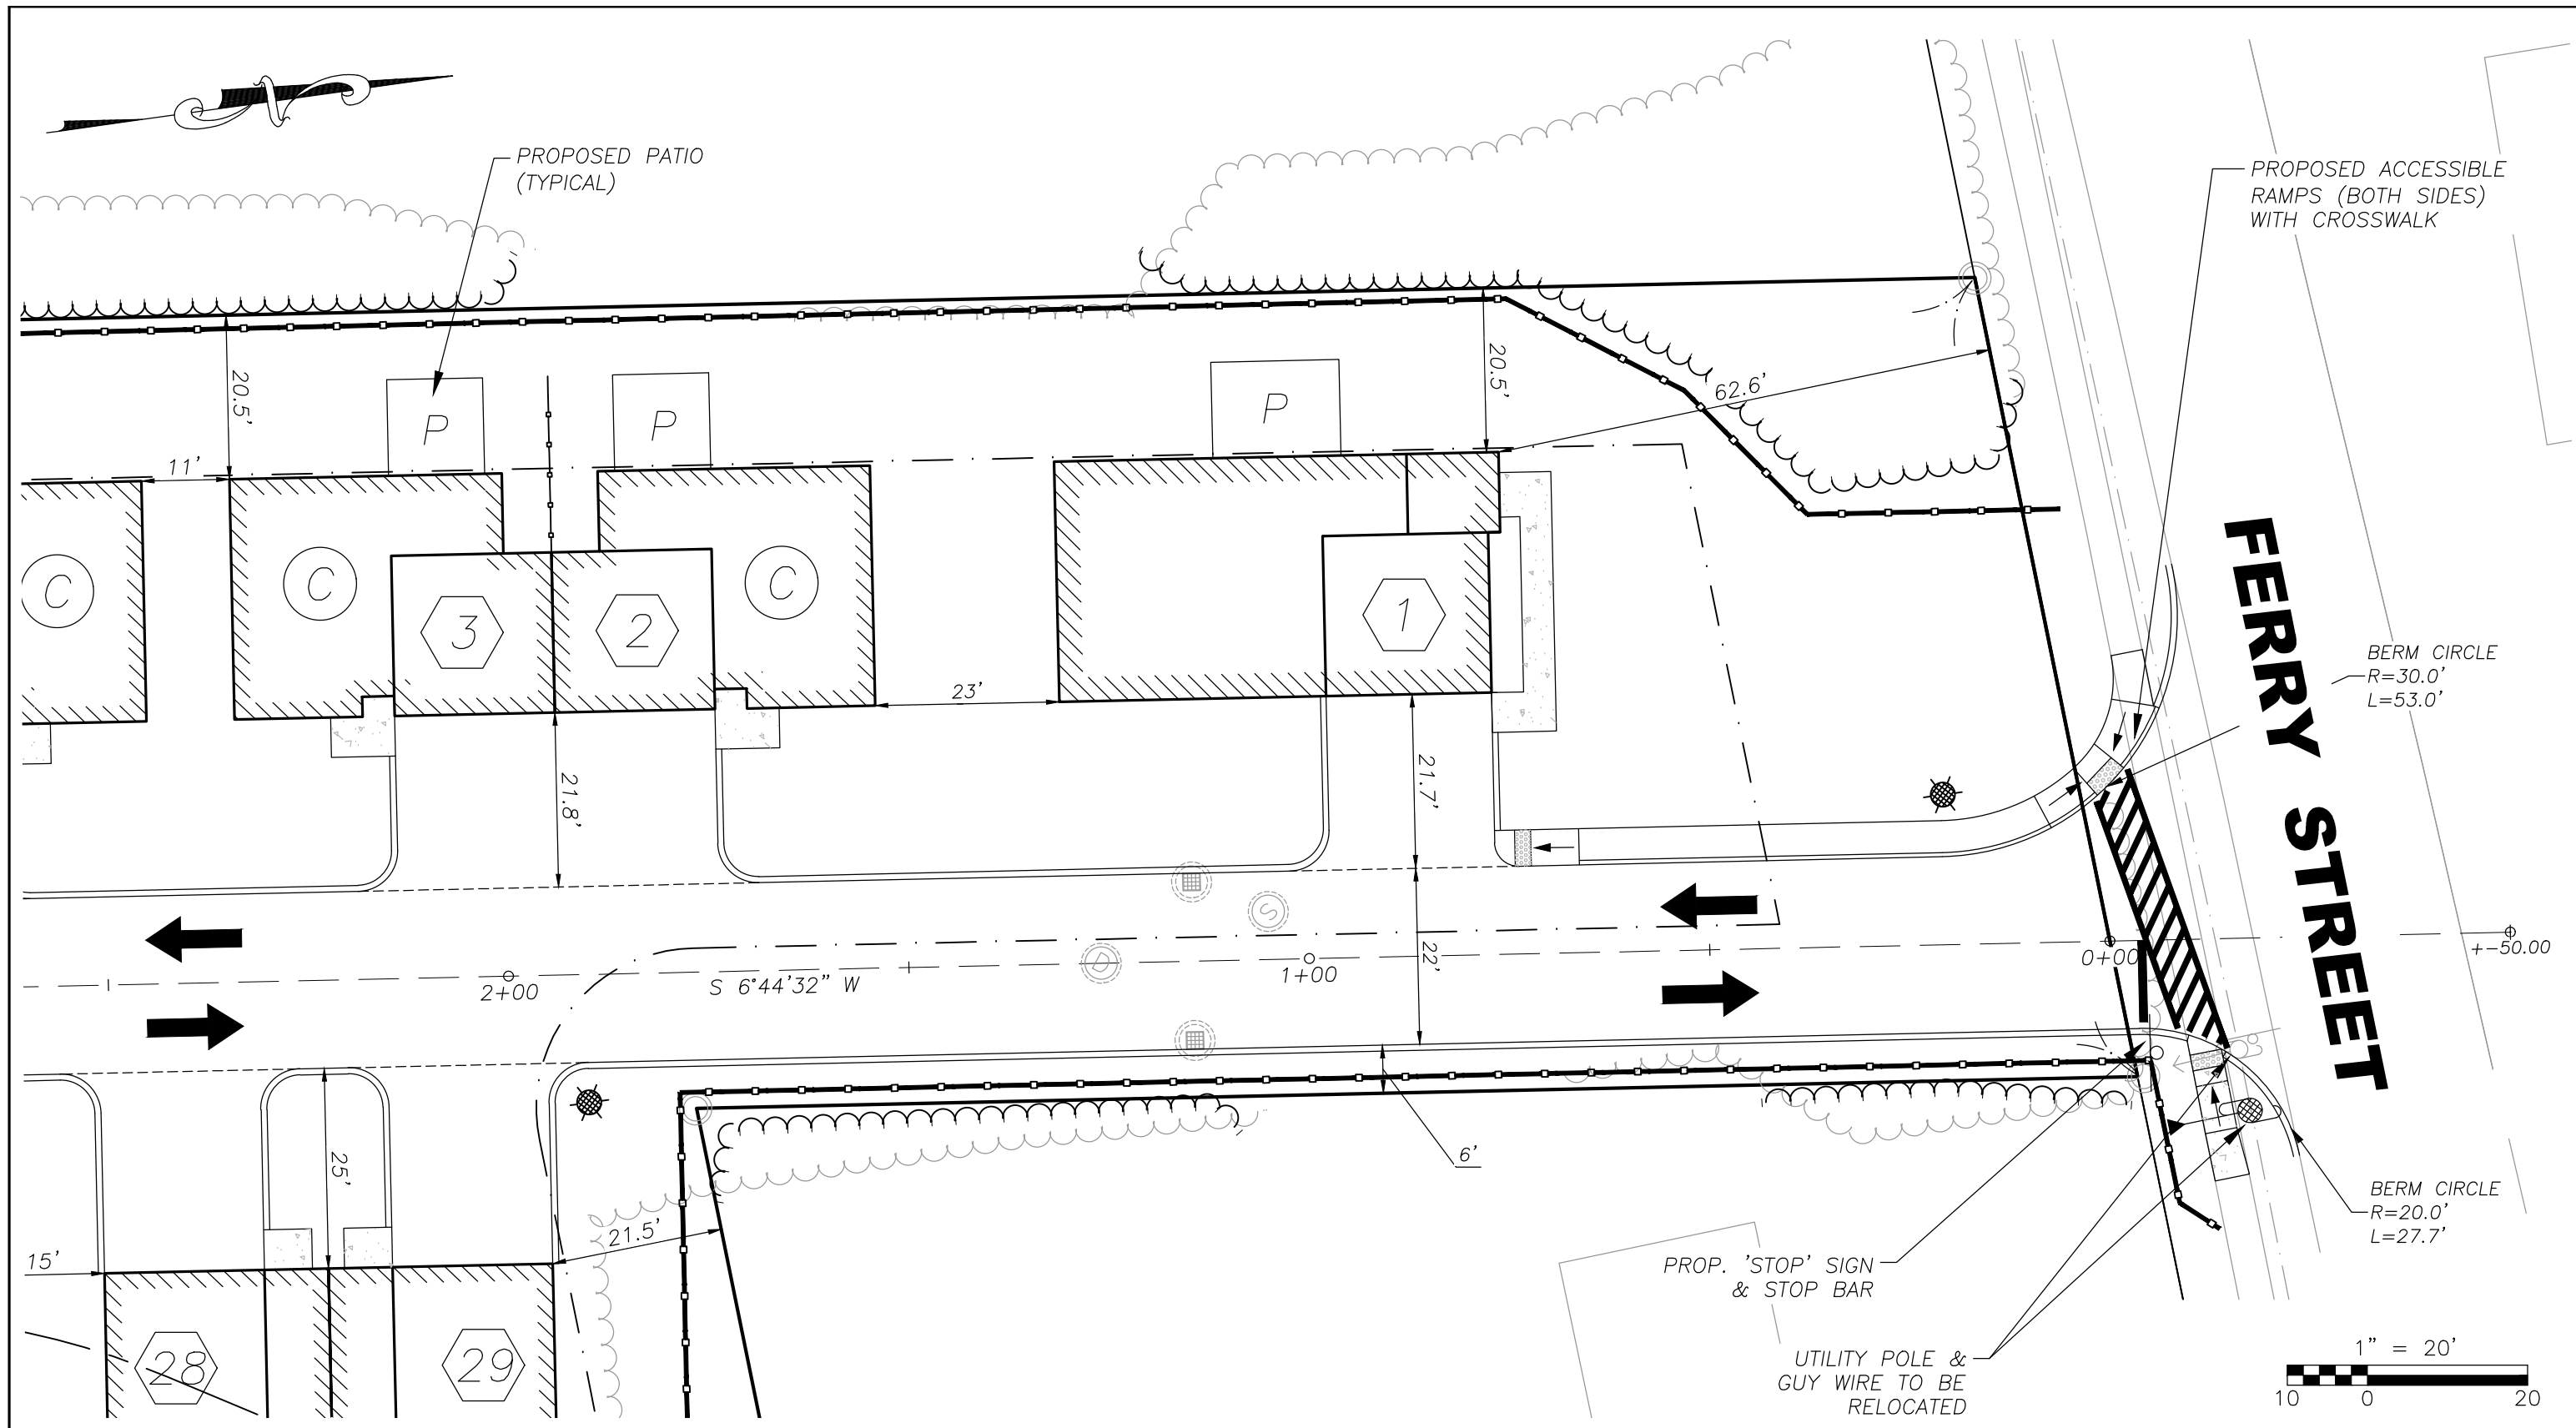 N
PROPOSED PATIO
(TYPICAL)
PROPOSED ACCESSIBLE
RAMPS (BOTH SIDES)
WITH CROSSWALK
20.5'
20.5'
62.6'
P
P
P
11'
C
C
3
2
C
1
FERRY STREET
BERM CIRCLE
R=30.0'
L=53.0'
23'
21.8'
21.7'
S
D
22'
2+00
S 6°44'32" W
1+00
0+00
+-50.00
25'
6'
15'
21.5'
BERM CIRCLE
R=20.0'
L=27.7'
PROP. 'STOP' SIGN
& STOP BAR
UTILITY POLE &
GUY WIRE TO BE
RELOCATED
28
29
1" = 20'
10 0 20